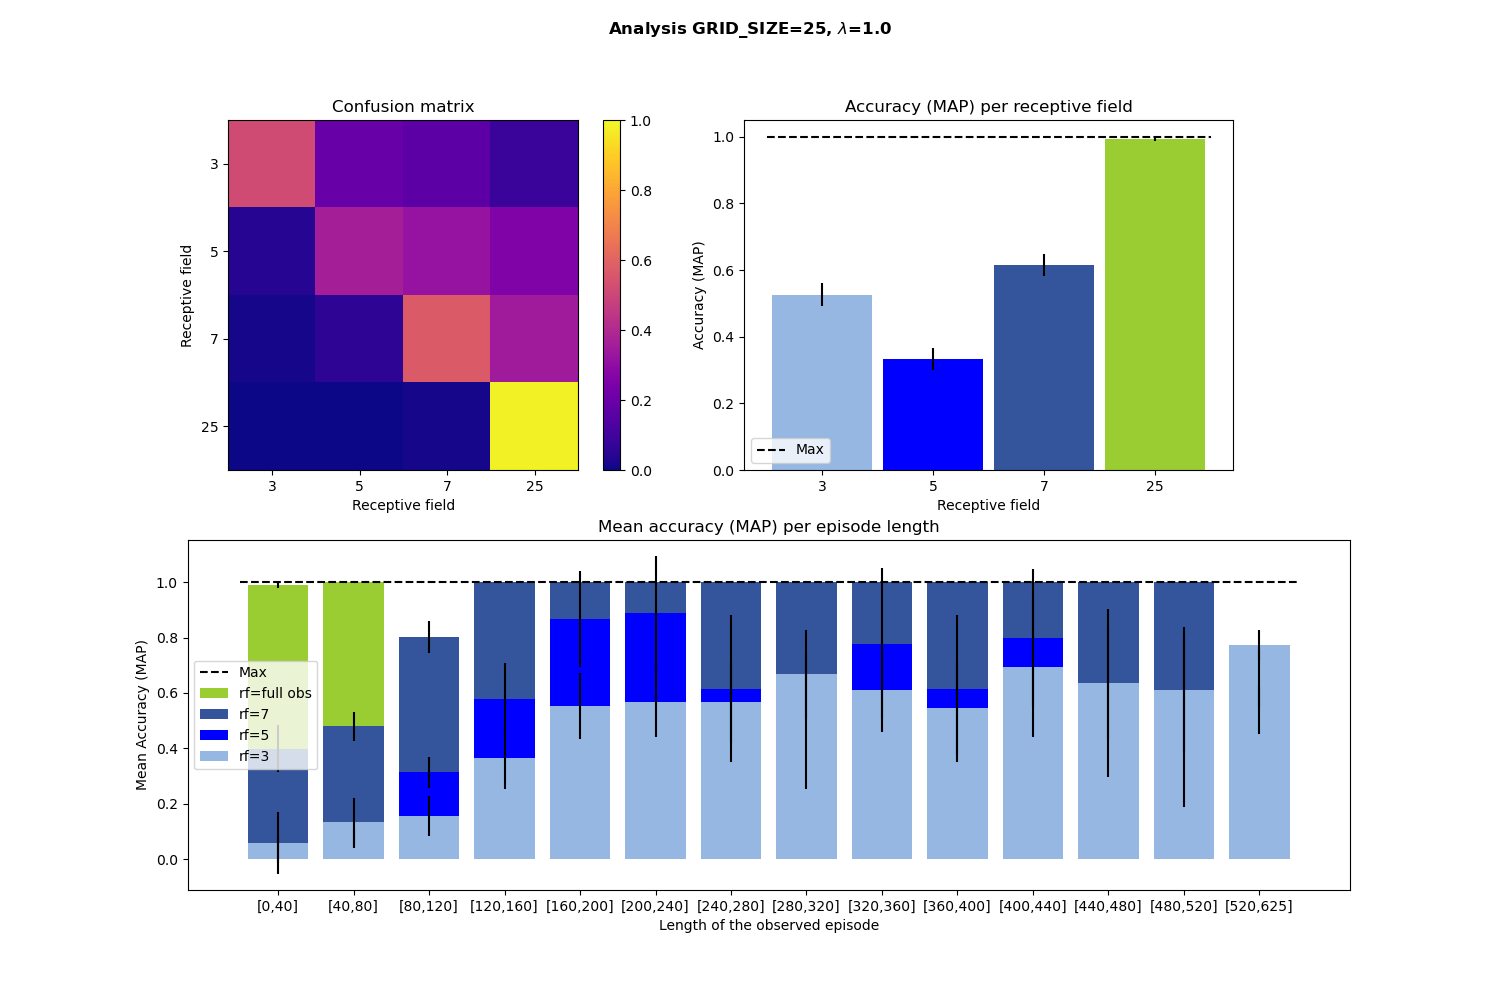 Analysis GRID_SIZE=25, λ=1.0
Confusion matrix
3
5
7
25
Receptive field
3 5 7 25
Receptive field
1.0
0.8
0.6
0.4
0.2
0.0
Accuracy (MAP) per receptive field
1.0
0.8
0.6
0.4
0.2
0.0
Accuracy (MAP)
Max
3 5 7 25
Receptive field
Mean accuracy (MAP) per episode length
1.0
0.8
0.6
0.4
0.2
0.0
Mean Accuracy (MAP)
Max
rf=full obs
rf=7
rf=5
rf=3
[0,40] [40,80] [80,120] [120,160] [160,200] [200,240] [240,280] [280,320] [320,360] [360,400] [400,440] [440,480] [480,520] [520,625]
Length of the observed episode